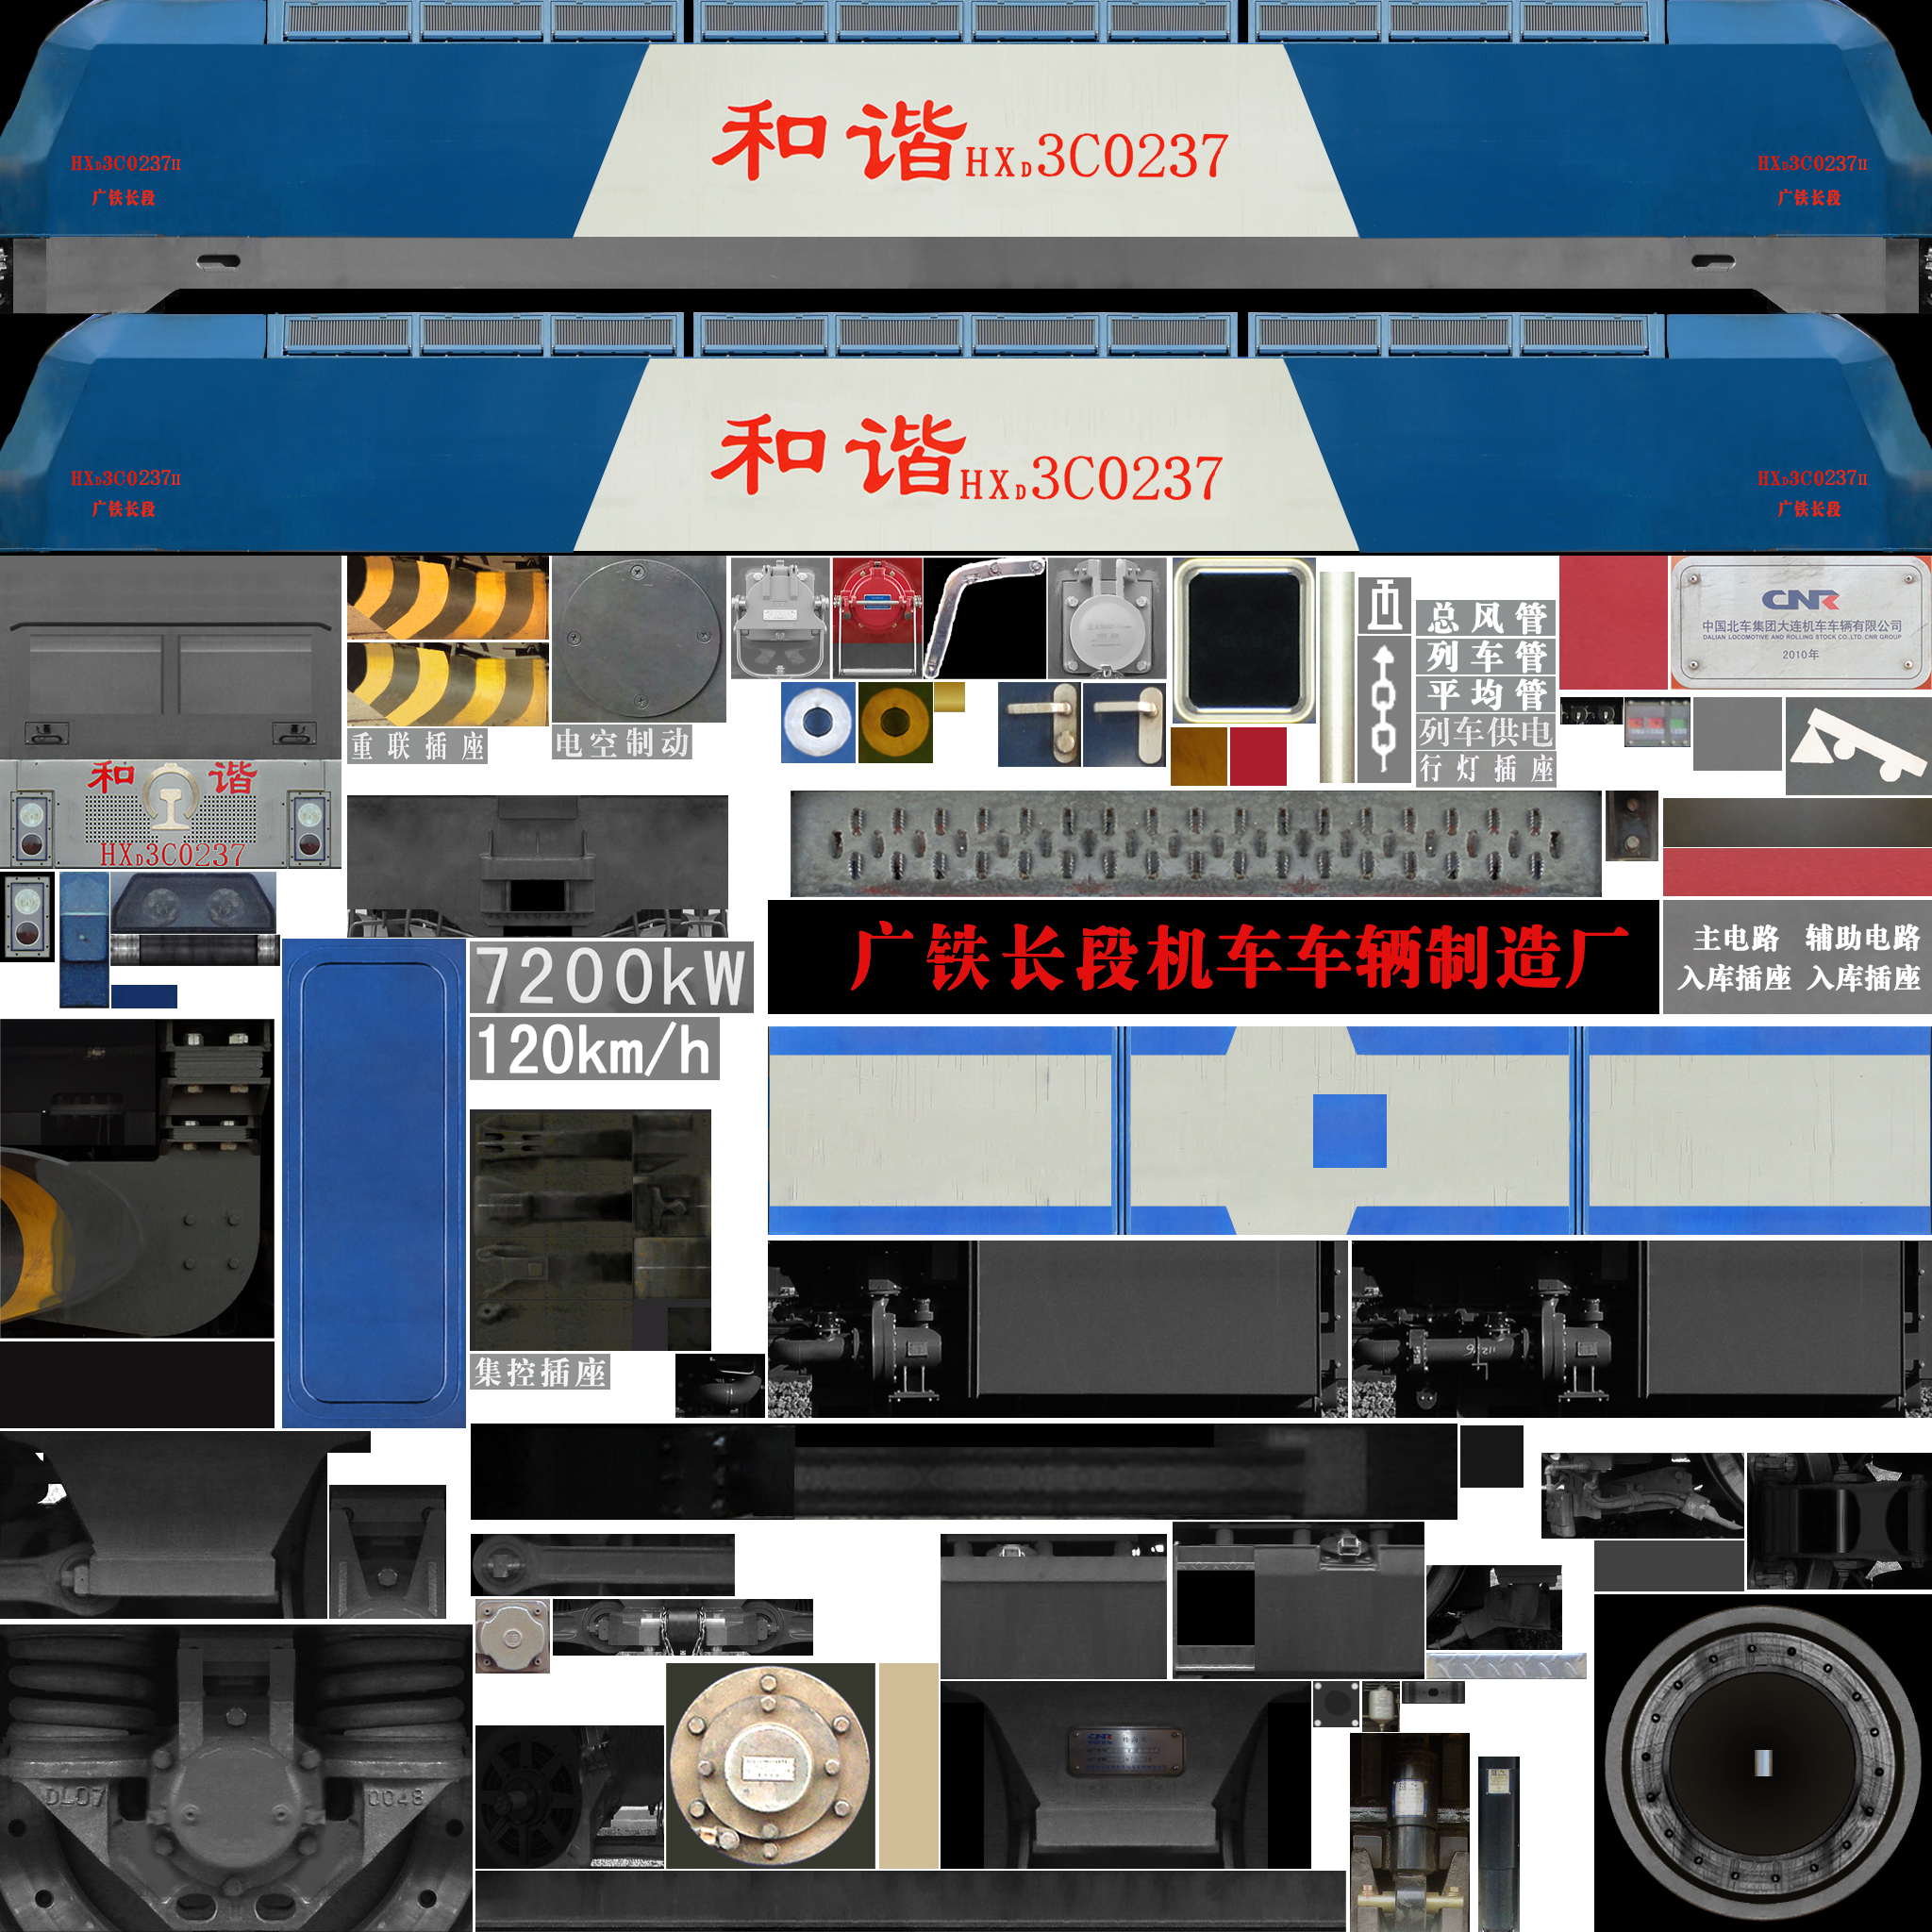 和谐HXD3C0237
HXD3C0237II
广铁长段
HXD3C0237II
广铁长段
和谐HXD3C0237
HXD3C0237II
广铁长段
HXD3C0237II
广铁长段
重联插座
电空制动
总风管
列车管
平均管
列车供电
行灯插座
CNR
中国北车集团大连机车车辆有限公司
DALIAN LOCOMOTIVE AND ROLLING STOCK CO.,LTD. CNR GROUP
2010年
和谐
HXD3C0237
7200kW
120km/h
广铁长段机车车辆制造厂
主电路 辅助电路
入库插座 入库插座
集控插座
CNR
DL07
0048